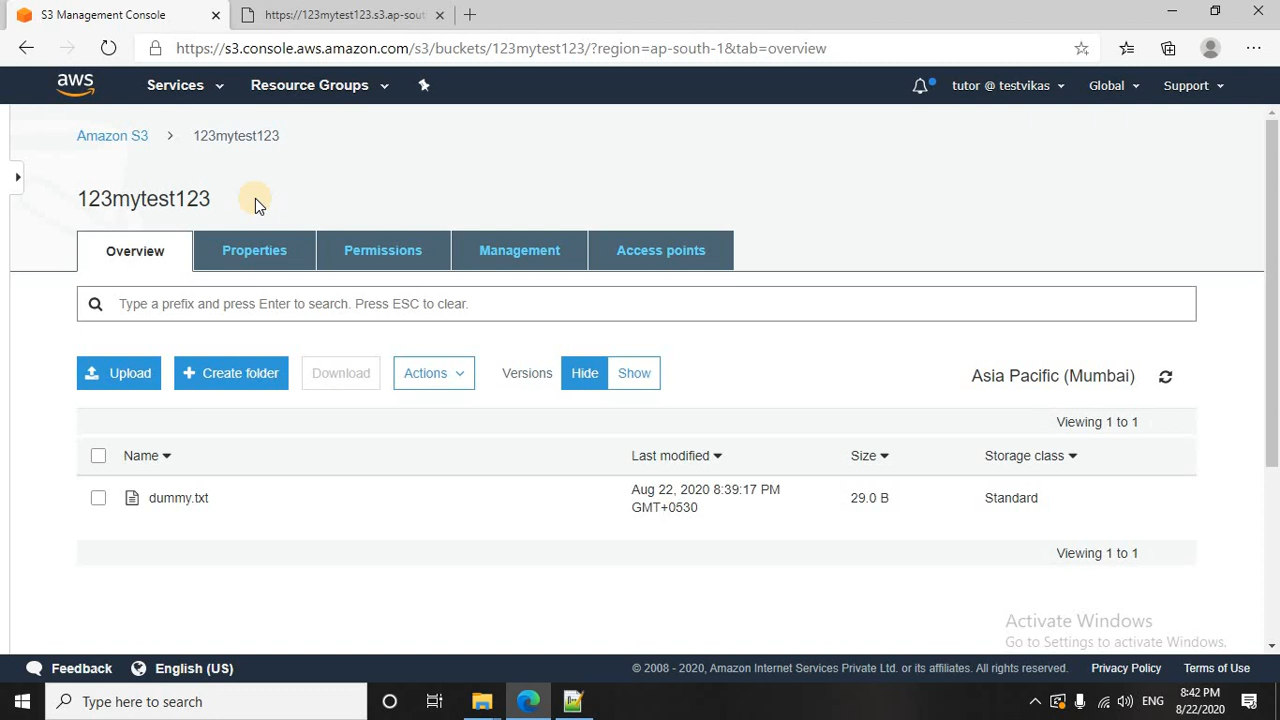 S3 Management Console
https://123mytest123.s3.ap-sout
https://s3.console.aws.amazon.com/s3/buckets/123mytest123/?region=ap-south-1&tab=overview
aws Services Resource Groups tutor @ testvikas Global Support
Amazon S3 123mytest123
123mytest123
Overview Properties Permissions Management Access points
Type a prefix and press Enter to search. Press ESC to clear.
Upload Create folder Download Actions Versions Hide Show Asia Pacific (Mumbai)
Viewing 1 to 1
Name Last modified Size Storage class
dummy.txt Aug 22, 2020 8:39:17 PM 29.0 B Standard
GMT+0530
Viewing 1 to 1
Activate Windows
Go to Settings to activate Windows.
Feedback English (US) © 2008 - 2020, Amazon Internet Services Private Ltd. or its affiliates. All rights reserved. Privacy Policy Terms of Use
Type here to search ENG 8:42 PM
8/22/2020